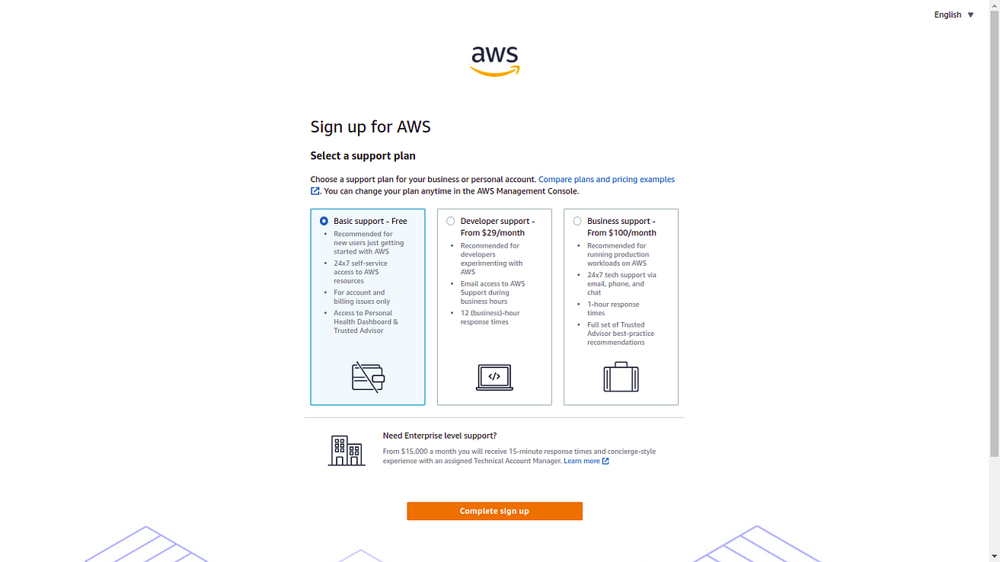 English
aws
Sign up for AWS
Select a support plan
Choose a support plan for your business or personal account. Compare plans and pricing examples
. You can change your plan anytime in the AWS Management Console.
Basic support - Free
Recommended for
new users just getting
started with AWS
24x7 self-service
access to AWS
resources
For account and
billing issues only
Access to Personal
Health Dashboard &
Trusted Advisor
Developer support -
From $29/month
Recommended for
developers
experimenting with
AWS
Email access to AWS
Support during
business hours
12 (business)-hour
response times
</>
Business support -
From $100/month
Recommended for
running production
workloads on AWS
24x7 tech support via
email, phone, and
chat
1-hour response
times
Full set of Trusted
Advisor best-practice
recommendations
Need Enterprise level support?
From $15,000 a month you will receive 15-minute response times and concierge-style
experience with an assigned Technical Account Manager. Learn more
Complete sign up